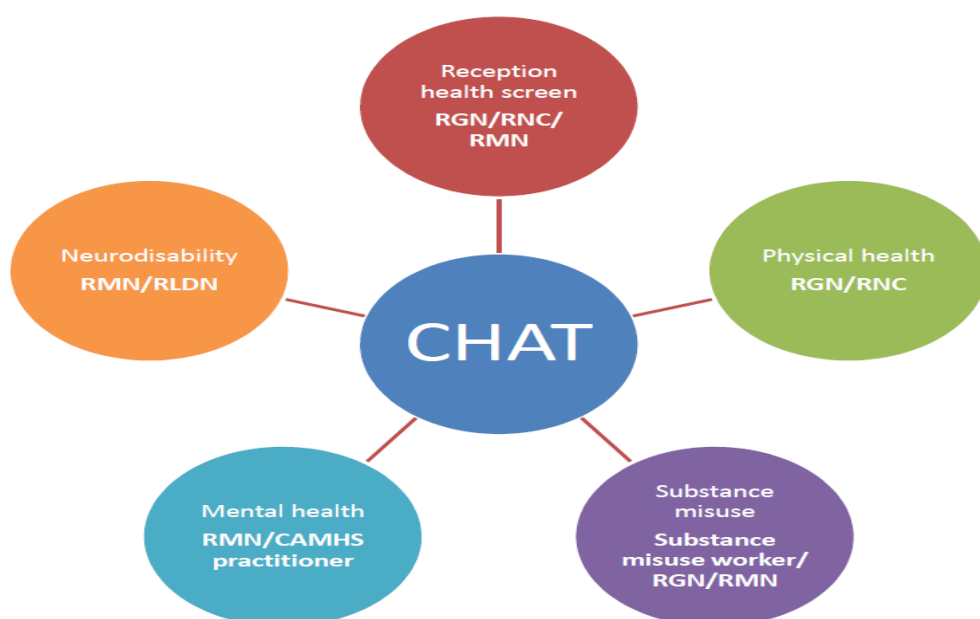 Reception
health screen
RGN/RNC/
RMN
Neurodisability
RMN/RLDN
Physical health
RGN/RNC
CHAT
Mental health
RMN/CAMHS
practitioner
Substance
misuse
Substance
misuse worker/
RGN/RMN